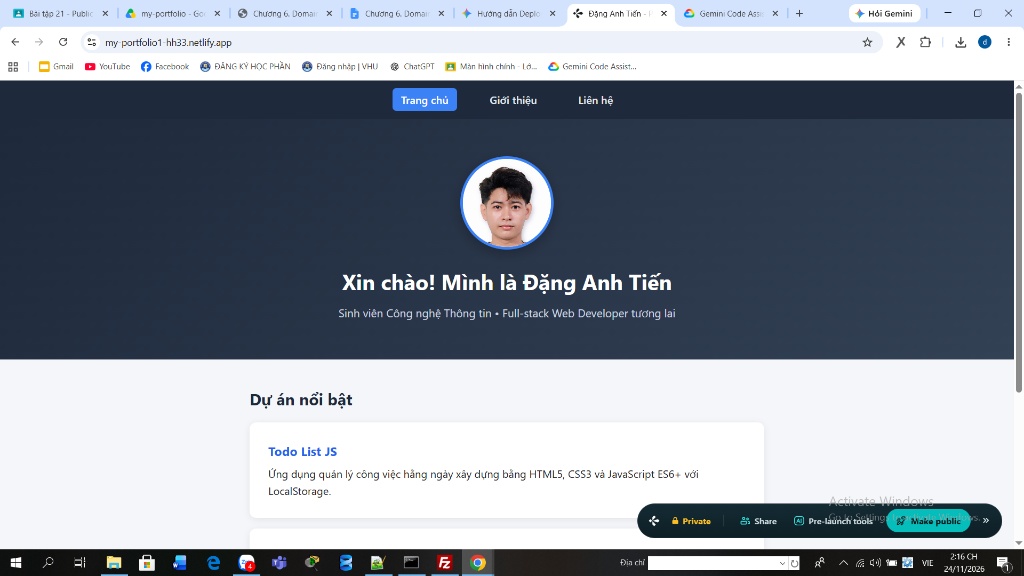 Bài tập 21 - Public
my-portfolio - Go
Chương 6. Domain
Chương 6. Domain
Hướng dẫn Deplo
Đặng Anh Tiến -
Gemini Code Assi
Hỏi Gemini
my-portfolio1-hh33.netlify.app
d
Gmail
YouTube
Facebook
ĐĂNG KÝ HỌC PHẦN
Đăng nhập | VHU
ChatGPT
Màn hình chính - Lớ...
Gemini Code Assist...
Trang chủ
Giới thiệu
Liên hệ
Xin chào! Mình là Đặng Anh Tiến
Sinh viên Công nghệ Thông tin • Full-stack Web Developer tương lai
Dự án nổi bật
Todo List JS
Ứng dụng quản lý công việc hằng ngày xây dựng bằng HTML5, CSS3 và JavaScript ES6+ với
LocalStorage.
Activate Windows
Go to Settings
Windows.
Private
Share
Pre-launch tools
Make public
Địa chỉ
VIE
2:16 CH
24/11/2026